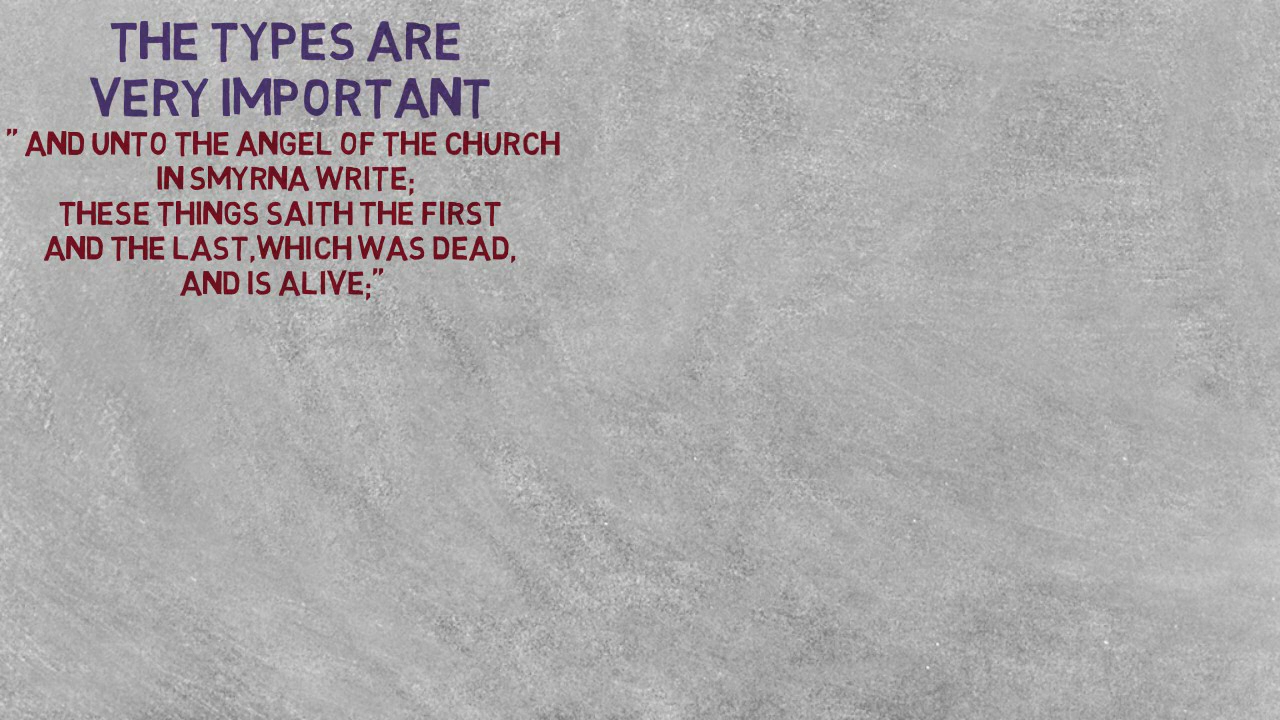 THE TYPES ARE
VERY IMPORTANT
" AND UNTO THE ANGEL OF THE CHURCH
IN SMYRNA WRITE;
THESE THINGS SAITH THE FIRST
AND THE LAST,WHICH WAS DEAD,
AND IS ALIVE;"